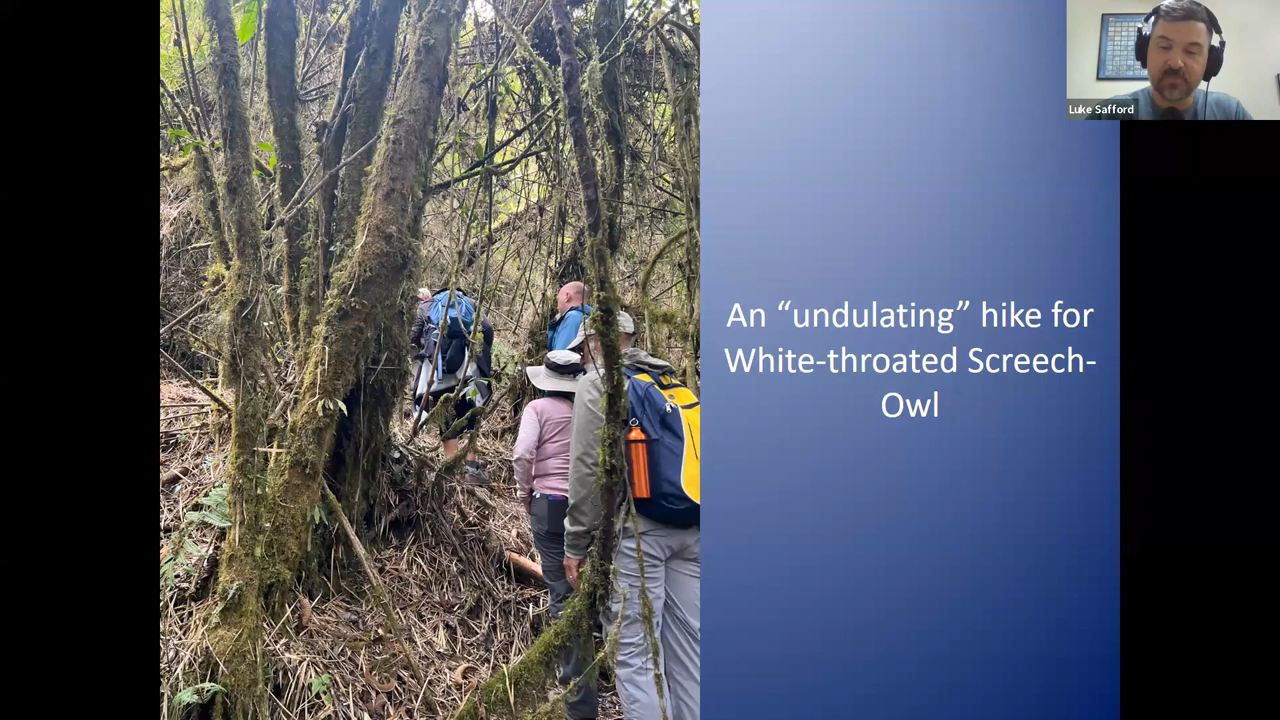 Luke Safford
An “undulating” hike for
White-throated Screech-
Owl